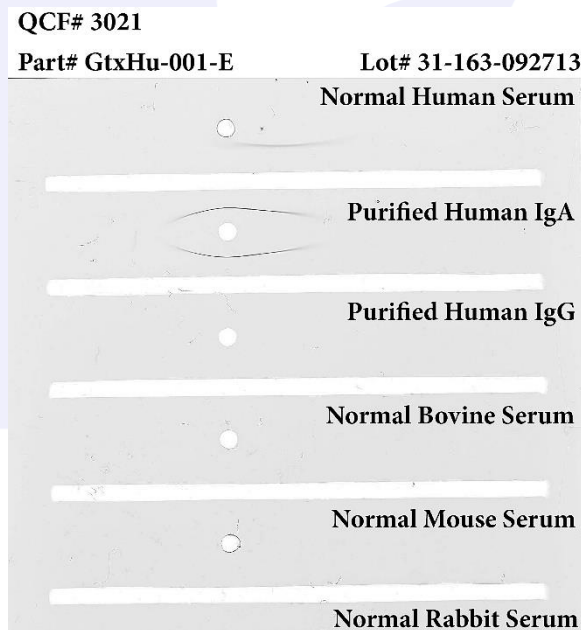 QCF# 3021
Part# GtxHu-001-E Lot# 31-163-092713
Normal Human Serum
Purified Human IgA
Purified Human IgG
Normal Bovine Serum
Normal Mouse Serum
Normal Rabbit Serum